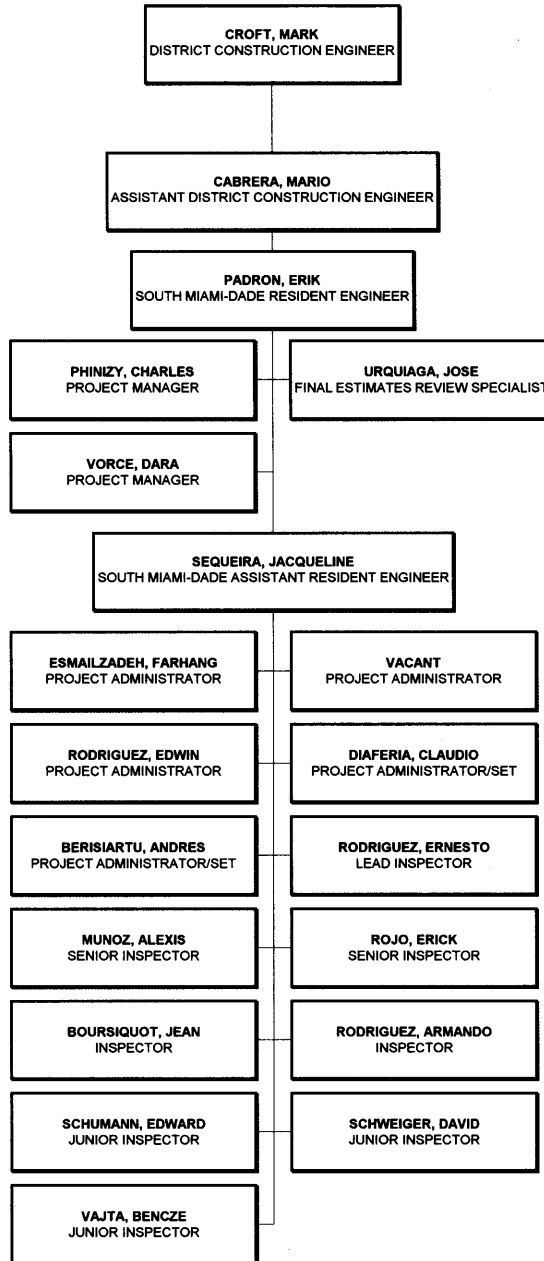 CROFT, MARK
DISTRICT CONSTRUCTION ENGINEER
CABRERA, MARIO
ASSISTANT DISTRICT CONSTRUCTION ENGINEER
PADRON, ERIK
SOUTH MIAMI-DADE RESIDENT ENGINEER
PHINIZY, CHARLES
PROJECT MANAGER
URQUIAGA, JOSE
FINAL ESTIMATES REVIEW SPECIALIST
VORCE, DARA
PROJECT MANAGER
SEQUEIRA, JACQUELINE
SOUTH MIAMI-DADE ASSISTANT RESIDENT ENGINEER
ESMAILZADEH, FARHANG
PROJECT ADMINISTRATOR
VACANT
PROJECT ADMINISTRATOR
RODRIGUEZ, EDWIN
PROJECT ADMINISTRATOR
DIAFERIA, CLAUDIO
PROJECT ADMINISTRATOR/SET
BERISIARTU, ANDRES
PROJECT ADMINISTRATOR/SET
RODRIGUEZ, ERNESTO
LEAD INSPECTOR
MUNOZ, ALEXIS
SENIOR INSPECTOR
ROJO, ERICK
SENIOR INSPECTOR
BOURSIQUOT, JEAN
INSPECTOR
RODRIGUEZ, ARMANDO
INSPECTOR
SCHUMANN, EDWARD
JUNIOR INSPECTOR
SCHWEIGER, DAVID
JUNIOR INSPECTOR
VAJTA, BENCZE
JUNIOR INSPECTOR